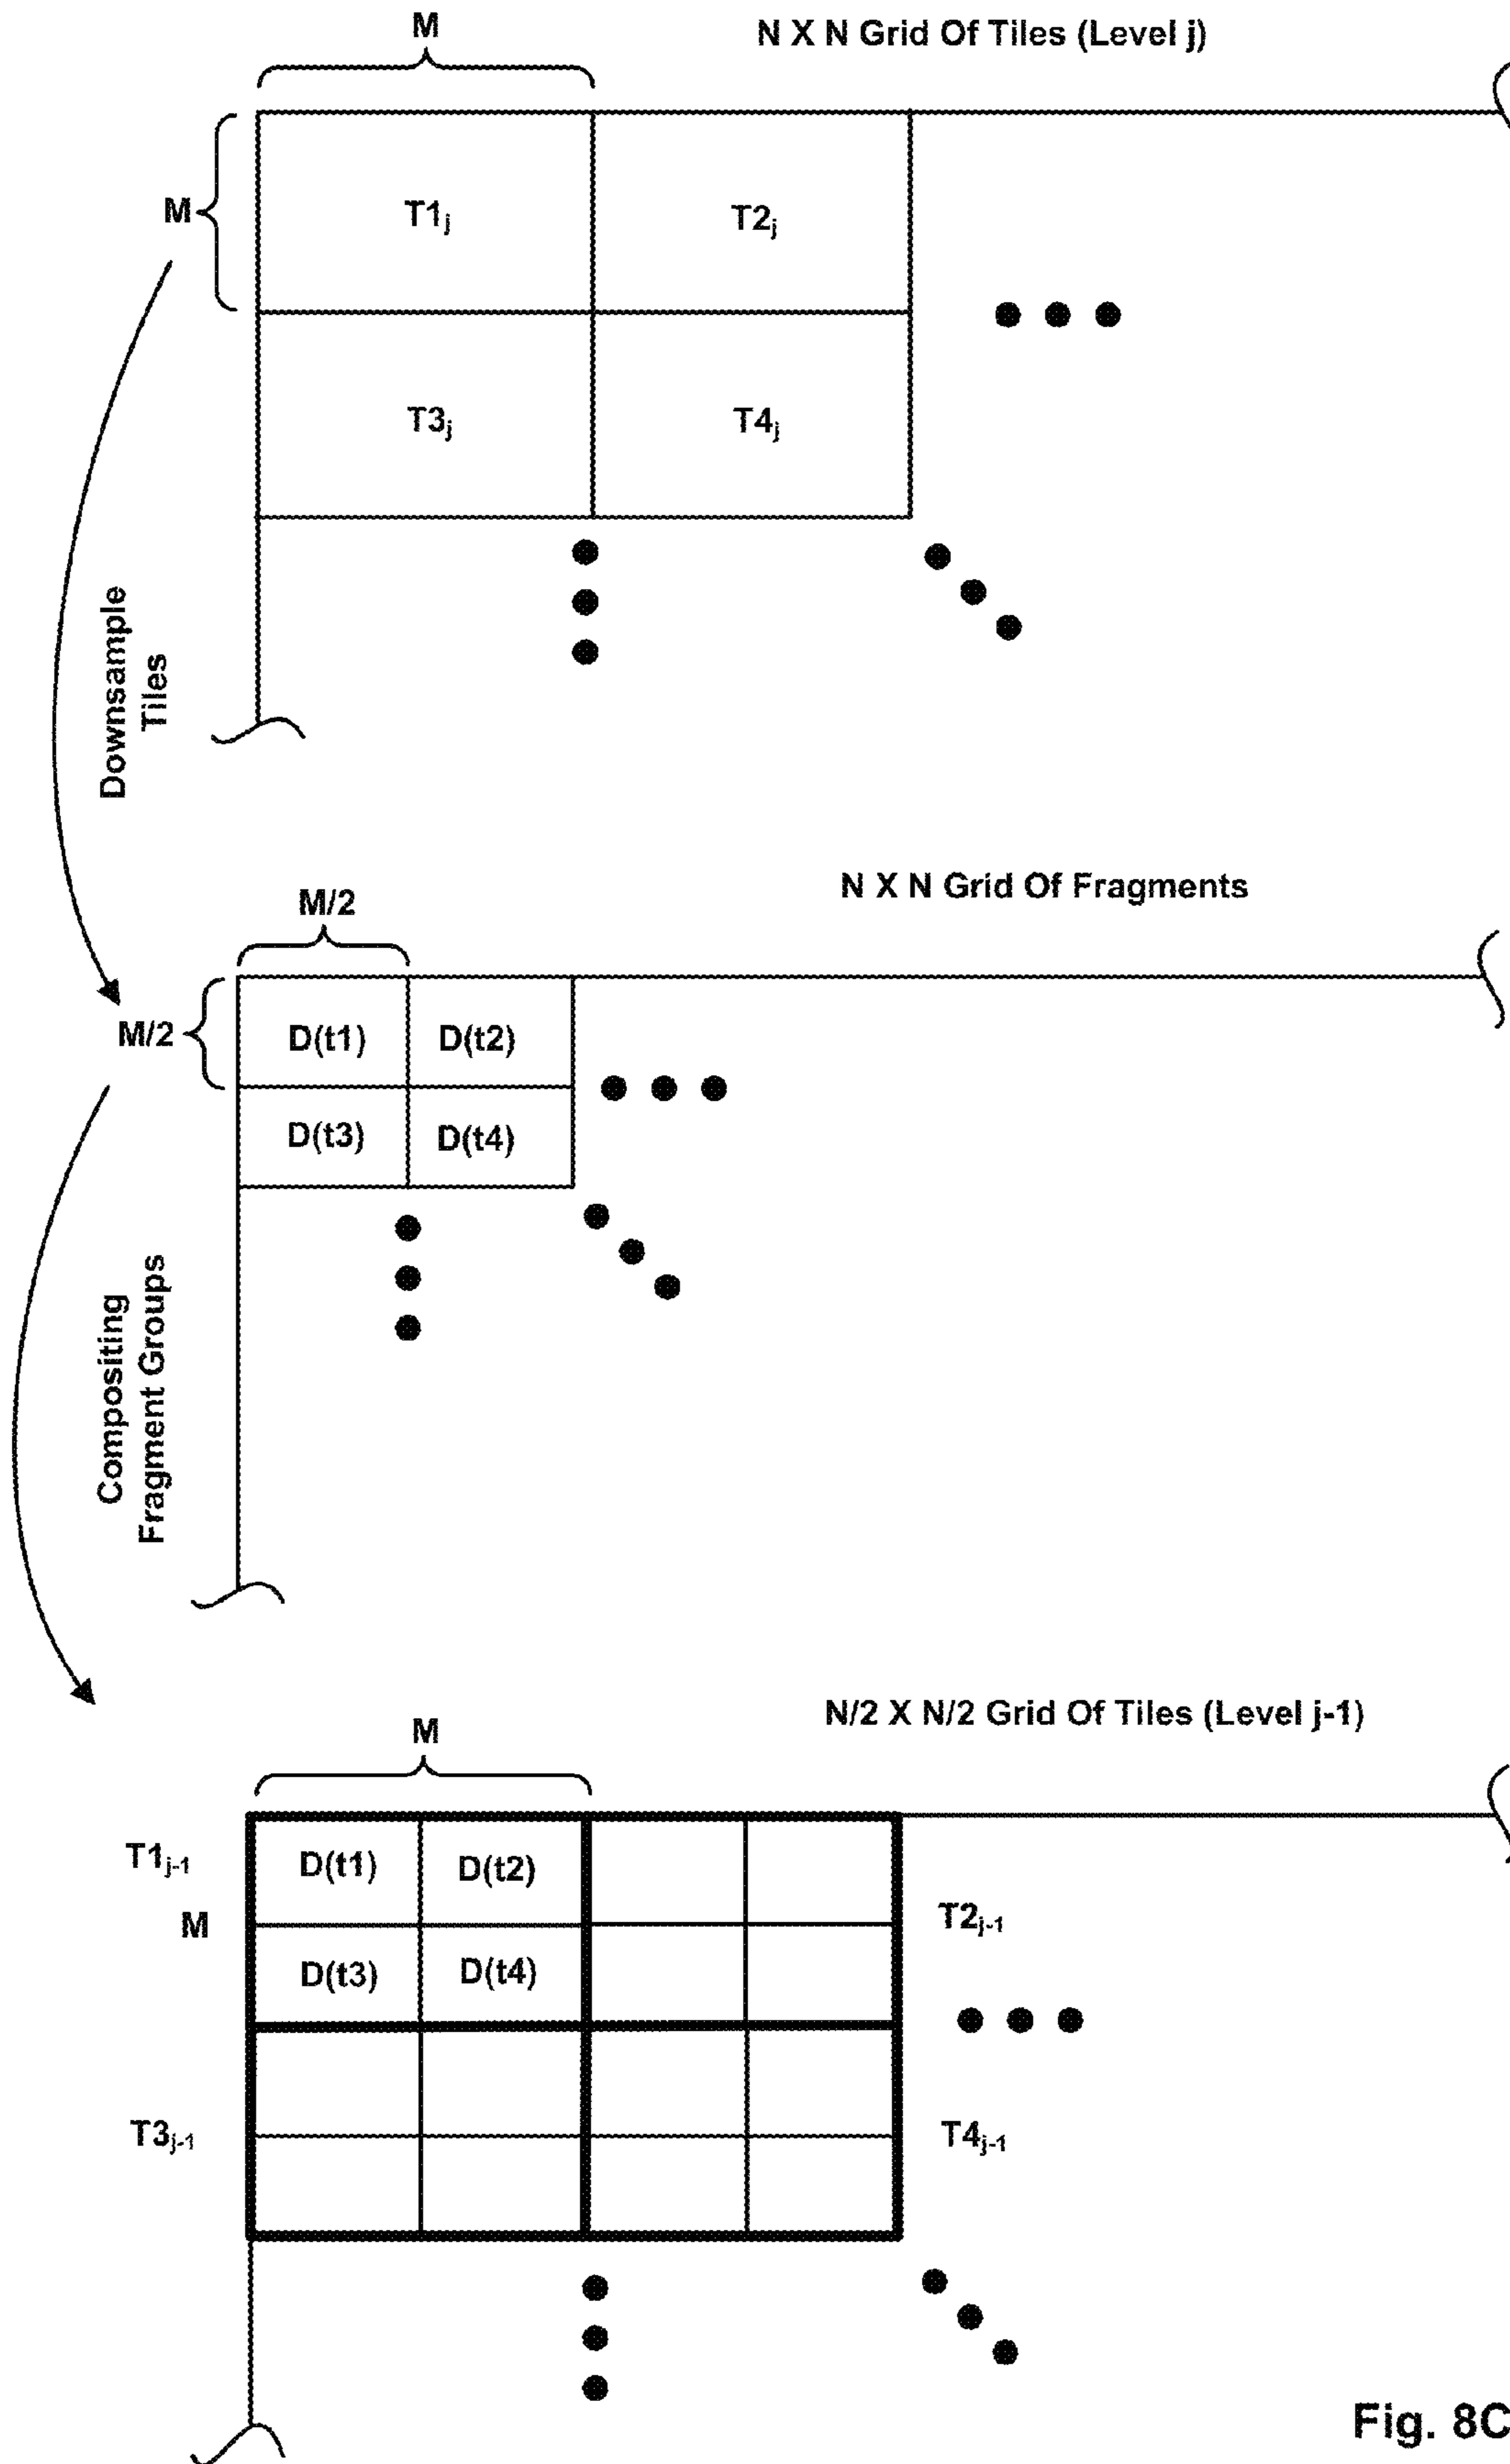 M
N X N Grid Of Tiles (Level j)
M
T1j
T2j
T3j
T4j
Downsample
Tiles
N X N Grid Of Fragments
M/2
M/2
D(t1)
D(t2)
D(t3)
D(t4)
Compositing
Fragment Groups
N/2 X N/2 Grid Of Tiles (Level j-1)
M
T1j-1
D(t1)
D(t2)
M
T2j-1
D(t3)
D(t4)
T3j-1
T4j-1
Fig. 8C